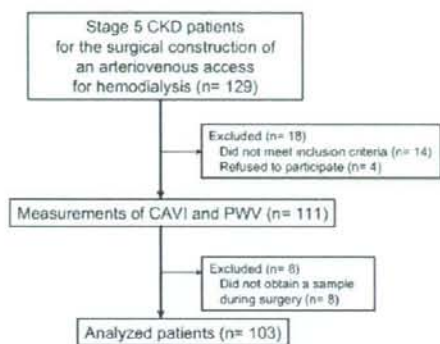 Stage 5 CKD patients
for the surgical construction of
an arteriovenous access
for hemodialysis (n= 129)
Excluded (n= 18)
Did not meet inclusion criteria (n= 14)
Refused to participate (n= 4)
Measurements of CAVI and PWV (n= 111)
Excluded (n= 8)
Did not obtain a sample
during surgery (n= 8)
Analyzed patients (n= 103)